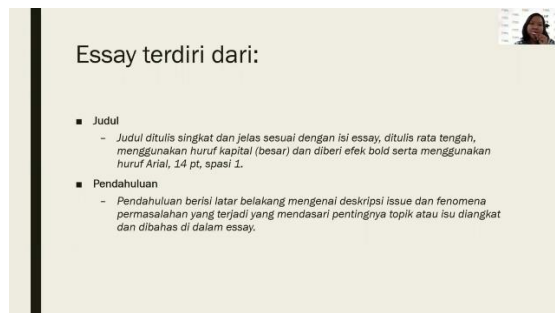 Essay terdiri dari:
■ Judul
– Judul ditulis singkat dan jelas sesuai dengan isi essay, ditulis rata tengah,
menggunakan huruf kapital (besar) dan diberi efek bold serta menggunakan
huruf Arial, 14 pt, spasi 1.
■ Pendahuluan
– Pendahuluan berisi latar belakang mengenai deskripsi issue dan fenomena
permasalahan yang terjadi yang mendasari pentingnya topik atau isu diangkat
dan dibahas di dalam essay.